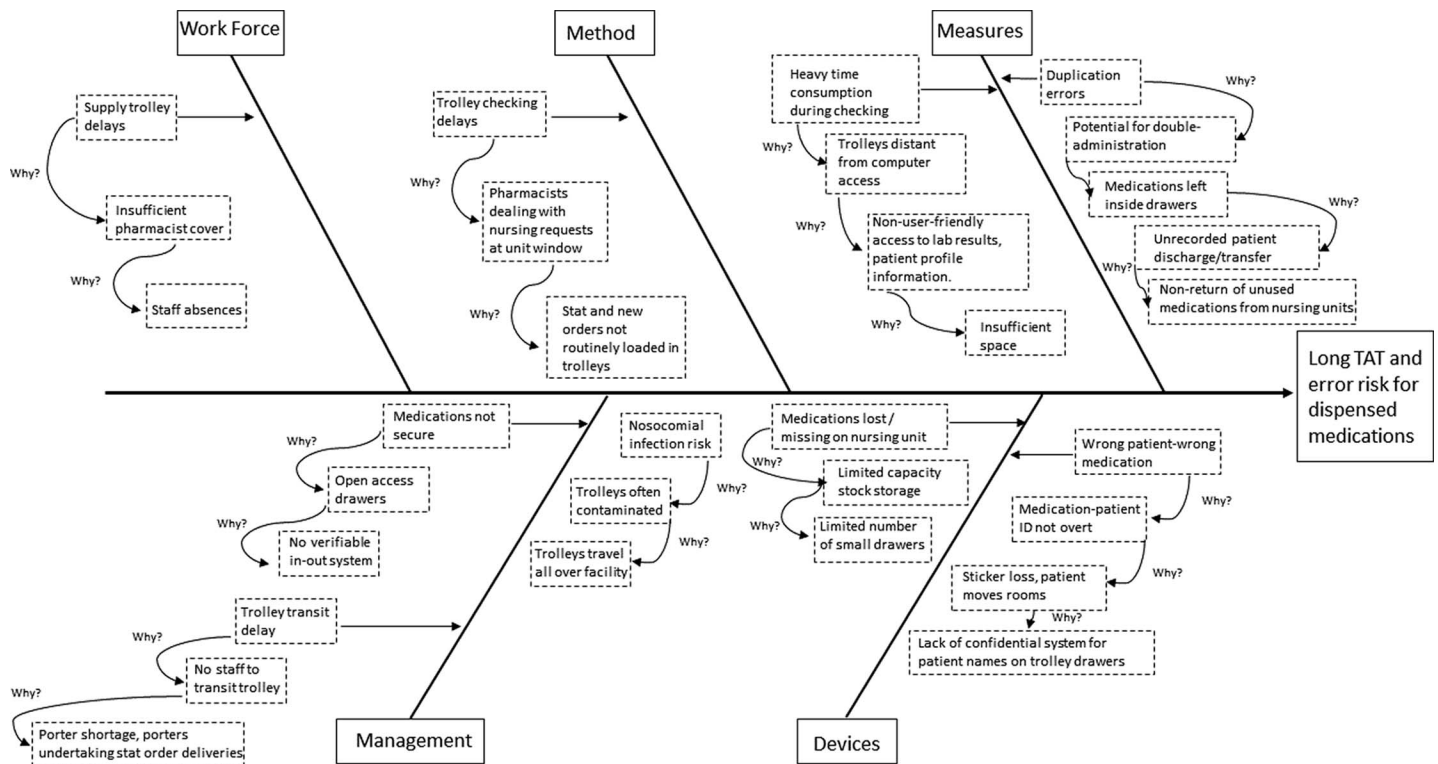 Work Force
Method
Measures
Supply trolley
delays
Why?
Insufficient
pharmacist cover
Why?
Staff absences
Trolley checking
delays
Why?
Pharmacists
dealing with
nursing requests
at unit window
Why?
Stat and new
orders not
routinely loaded in
trolleys
Heavy time
consumption
during checking
Why?
Trolleys distant
from computer
access
Why?
Non-user-friendly
access to lab results,
patient profile
information.
Why?
Insufficient
space
Duplication
errors
Why?
Potential for double-
administration
Medications left
inside drawers
Why?
Unrecorded patient
discharge/transfer
Why?
Non-return of unused
medications from nursing units
Long TAT and
error risk for
dispensed
medications
Medications not
secure
Why?
Open access
drawers
Why?
No verifiable
in-out system
Trolley transit
delay
Why?
No staff to
transit trolley
Why?
Porter shortage, porters
undertaking stat order deliveries
Nosocomial
infection risk
Why?
Trolleys often
contaminated
Why?
Trolleys travel
all over facility
Medications lost/
missing on nursing unit
Why?
Limited capacity
stock storage
Why?
Limited number
of small drawers
Wrong patient-wrong
medication
Why?
Medication-patient
ID not overt
Why?
Sticker loss, patient
moves rooms
Why?
Lack of confidential system for
patient names on trolley drawers
Management
Devices